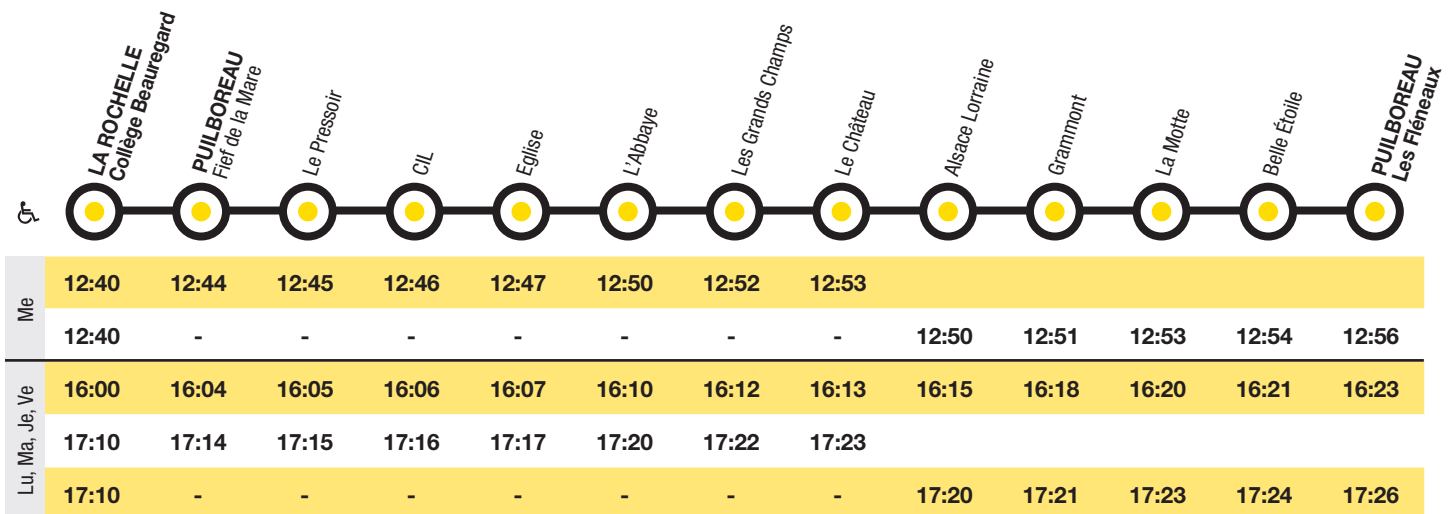 LA ROCHELLE
Collège Beauregard
PUILBOREAU
Fief de la Mare
Le Pressoir
CIL
Eglise
L'Abbaye
Les Grands Champs
Le Château
Alsace Lorraine
Grammont
La Motte
Belle Étoile
PUILBOREAU
Les Fléneaux
Me
12:40 12:44 12:45 12:46 12:47 12:50 12:52 12:53
12:40 - - - - - - - 12:50 12:51 12:53 12:54 12:56
Lu, Ma, Je, Ve
16:00 16:04 16:05 16:06 16:07 16:10 16:12 16:13 16:15 16:18 16:20 16:21 16:23
17:10 17:14 17:15 17:16 17:17 17:20 17:22 17:23
17:10 - - - - - - - 17:20 17:21 17:23 17:24 17:26